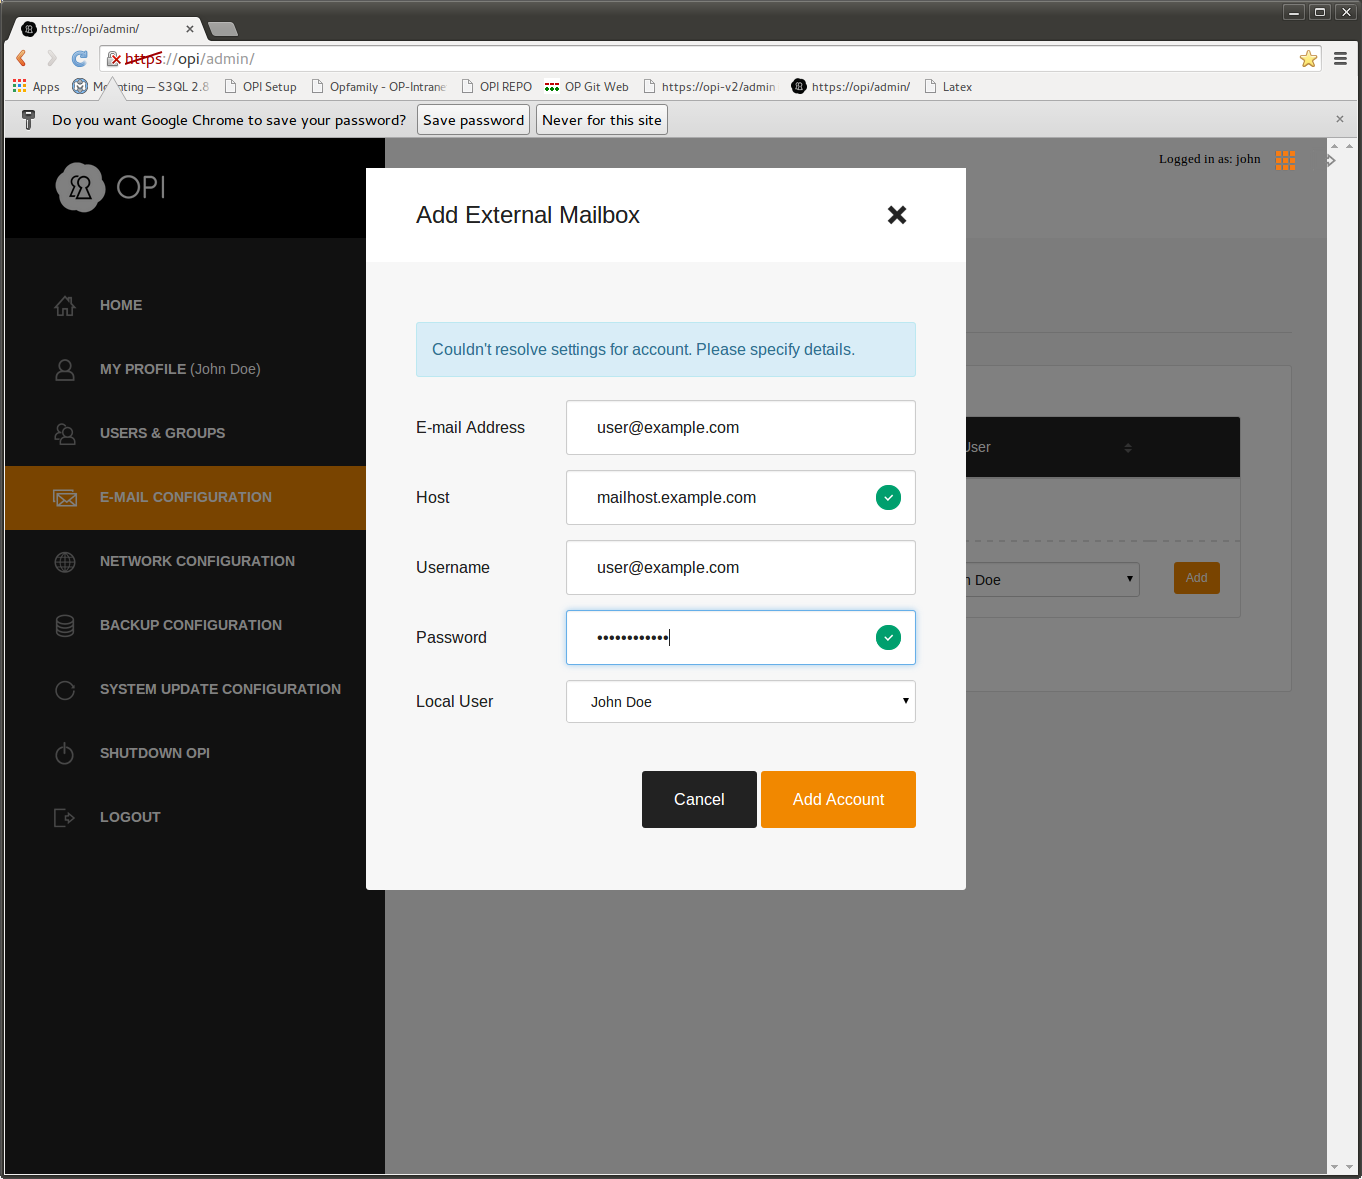 https://opi/admin/
https://opi/admin/
Apps
Mounting — S3QL 2.8
OPI Setup
Opfamily - OP-Intrane
OPI REPO
OP Git Web
https://opi-v2/admin
https://opi/admin/
Latex
Do you want Google Chrome to save your password?
Save password
Never for this site
OPI
Logged in as: john
HOME
MY PROFILE (John Doe)
USERS & GROUPS
E-MAIL CONFIGURATION
NETWORK CONFIGURATION
BACKUP CONFIGURATION
SYSTEM UPDATE CONFIGURATION
SHUTDOWN OPI
LOGOUT
Add External Mailbox
Couldn't resolve settings for account. Please specify details.
E-mail Address
user@example.com
Host
mailhost.example.com
Username
user@example.com
Password
••••••••••••
Local User
John Doe
Cancel
Add Account
User
n Doe
Add